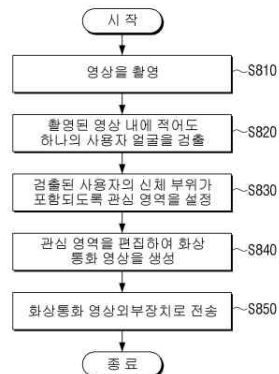 시 작
영상을 촬영
S810
촬영된 영상 내에 적어도
하나의 사용자 얼굴을 검출
S820
검출된 사용자의 신체 부위가
포함되도록 관심 영역을 설정
S830
관심 영역을 편집하여 화상
통화 영상을 생성
S840
화상통화 영상외부장치로 전송
S850
종 료